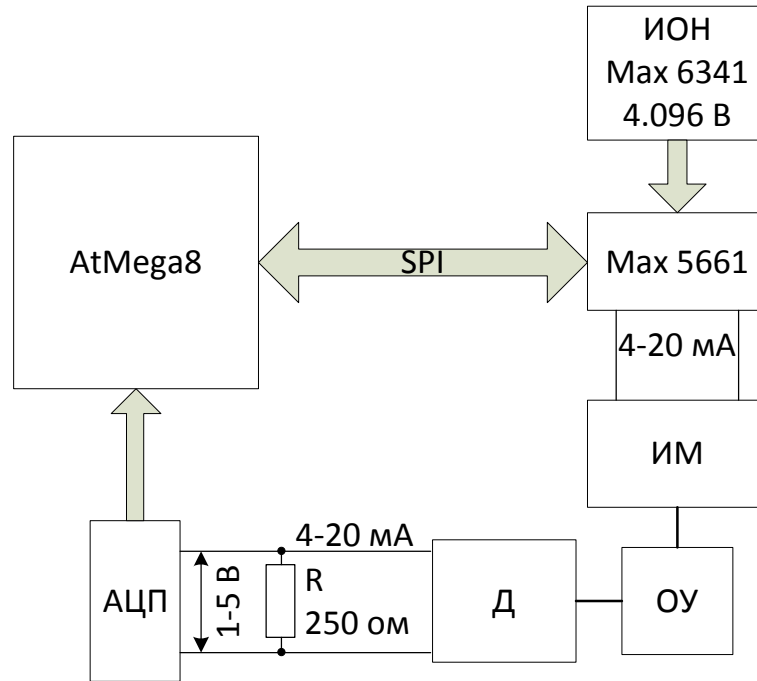 ИОН
Max 6341
4.096 В
AtMega8
SPI
Max 5661
4-20 мА
ИМ
4-20 мА
АЦП
1-5 В
R
250 ом
Д
ОУ